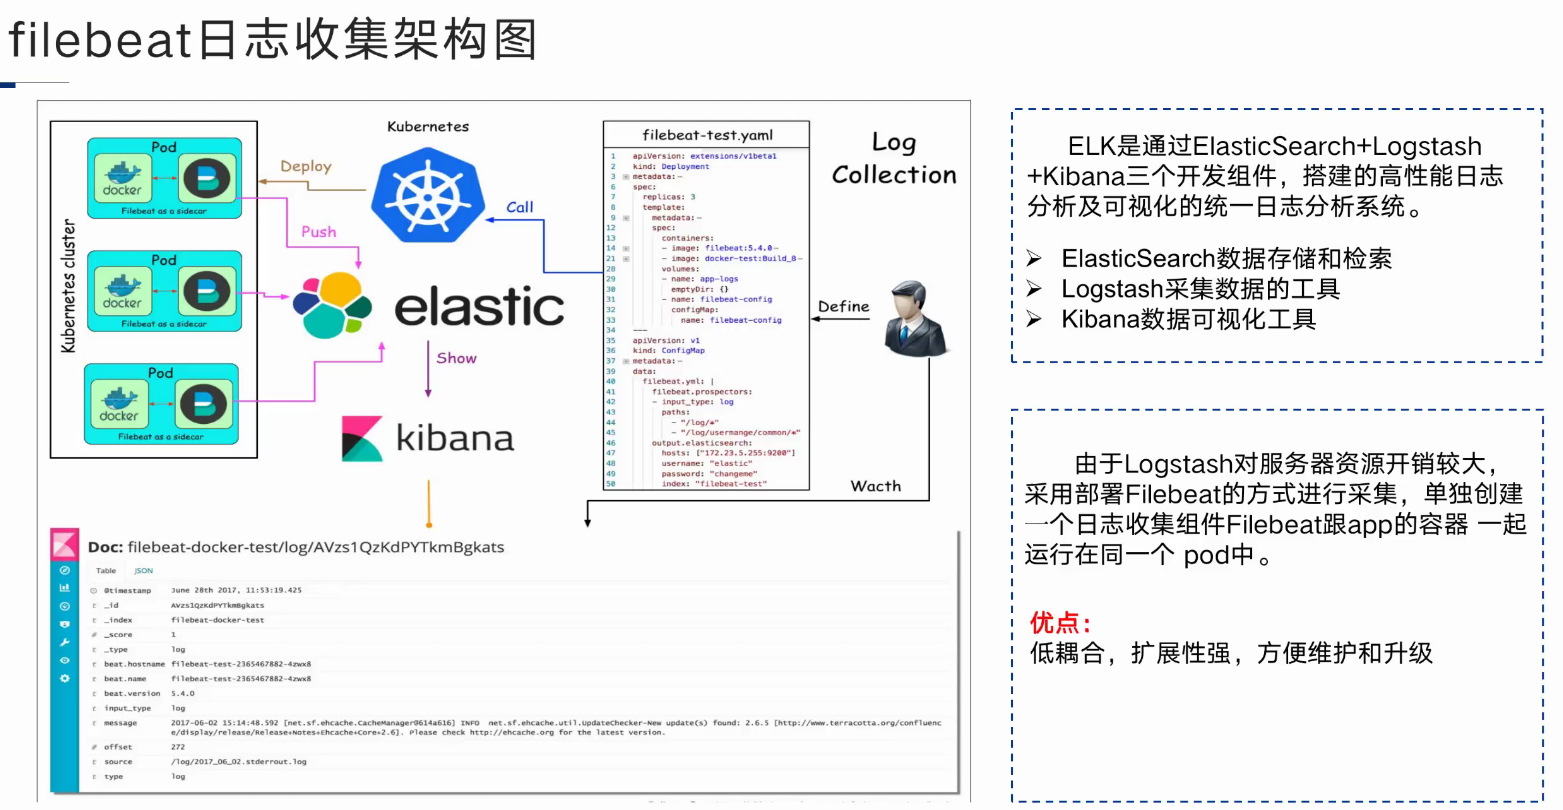 filebeat日志收集架构图
Kubernetes cluster
Pod
docker
Filebeat as a sidecar
Pod
docker
Filebeat as a sidecar
Pod
docker
Filebeat as a sidecar
Kubernetes
Deploy
Call
Push
elastic
Show
kibana
filebeat-test.yaml
1 apiVersion: extensions/v1beta1
2 kind: Deployment
3 metadata:–
6 spec:
7 replicas: 3
8 template:
9 metadata:–
12 spec:
13 containers:
14 - image: filebeat:5.4.0–
21 - image: docker-test:Build_8–
28 volumes:
29 - name: app-logs
30 emptyDir: {}
31 - name: filebeat-config
32 configMap:
33 name: filebeat-config
34 ---
35 apiVersion: v1
36 kind: ConfigMap
37 metadata:–
39 data:
40 filebeat.yml: |
41 filebeat.prospectors:
42 - input_type: log
43 paths:
44 - "/log/*"
45 - "/log/usermange/common/*"
46 output.elasticsearch:
47 hosts: ["172.23.5.255:9200"]
48 username: "elastic"
49 password: "changeme"
50 index: "filebeat-test"
Log
Collection
Define
Wacth
Doc: filebeat-docker-test/log/AVzs1QzKdPYTkmBgkats
Table JSON
@timestamp June 28th 2017, 11:53:19.425
t _id AVzs1QzKdPYTkmBgkats
t _index filebeat-docker-test
# _score 1
t _type log
t beat.hostname filebeat-test-2365467882-4zwx8
t beat.name filebeat-test-2365467882-4zwx8
t beat.version 5.4.0
t input_type log
t message 2017-06-02 15:14:48.592 [net.sf.ehcache.CacheManager@614a616] INFO net.sf.ehcache.util.UpdateChecker-New update(s) found: 2.6.5 [http://www.terracotta.org/confluenc
e/display/release/Release+Notes+Ehcache+Core+2.6]. Please check http://ehcache.org for the latest version.
# offset 272
t source /log/2017_06_02.stderrout.log
t type log
ELK是通过ElasticSearch+Logstash
+Kibana三个开发组件，搭建的高性能日志
分析及可视化的统一日志分析系统。
➢ ElasticSearch数据存储和检索
➢ Logstash采集数据的工具
➢ Kibana数据可视化工具
由于Logstash对服务器资源开销较大，
采用部署Filebeat的方式进行采集，单独创建
一个日志收集组件Filebeat跟app的容器 一起
运行在同一个 pod中。
优点：
低耦合，扩展性强，方便维护和升级